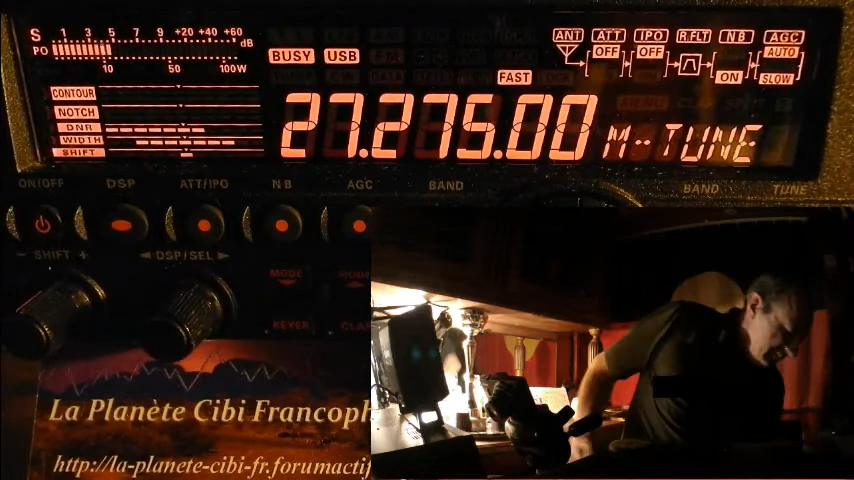 S 1 3 5 7 9 +20 +40 +60 dB
PO 10 50 100W
BUSY USB
FAST
ANT ATT IPO R.FLT NB AGC
OFF OFF AUTO
ON SLOW
CONTOUR
NOTCH
DNR
WIDTH
SHIFT
27.275.00 M-TUNE
ON/OFF DSP ATT/IPO NB AGC BAND BAND TUNE
– SHIFT + ◄ DSP/SEL ► MODE MODE
KEYER
La Planète Cibi Francoph
http://la-planete-cibi-fr.forumactif